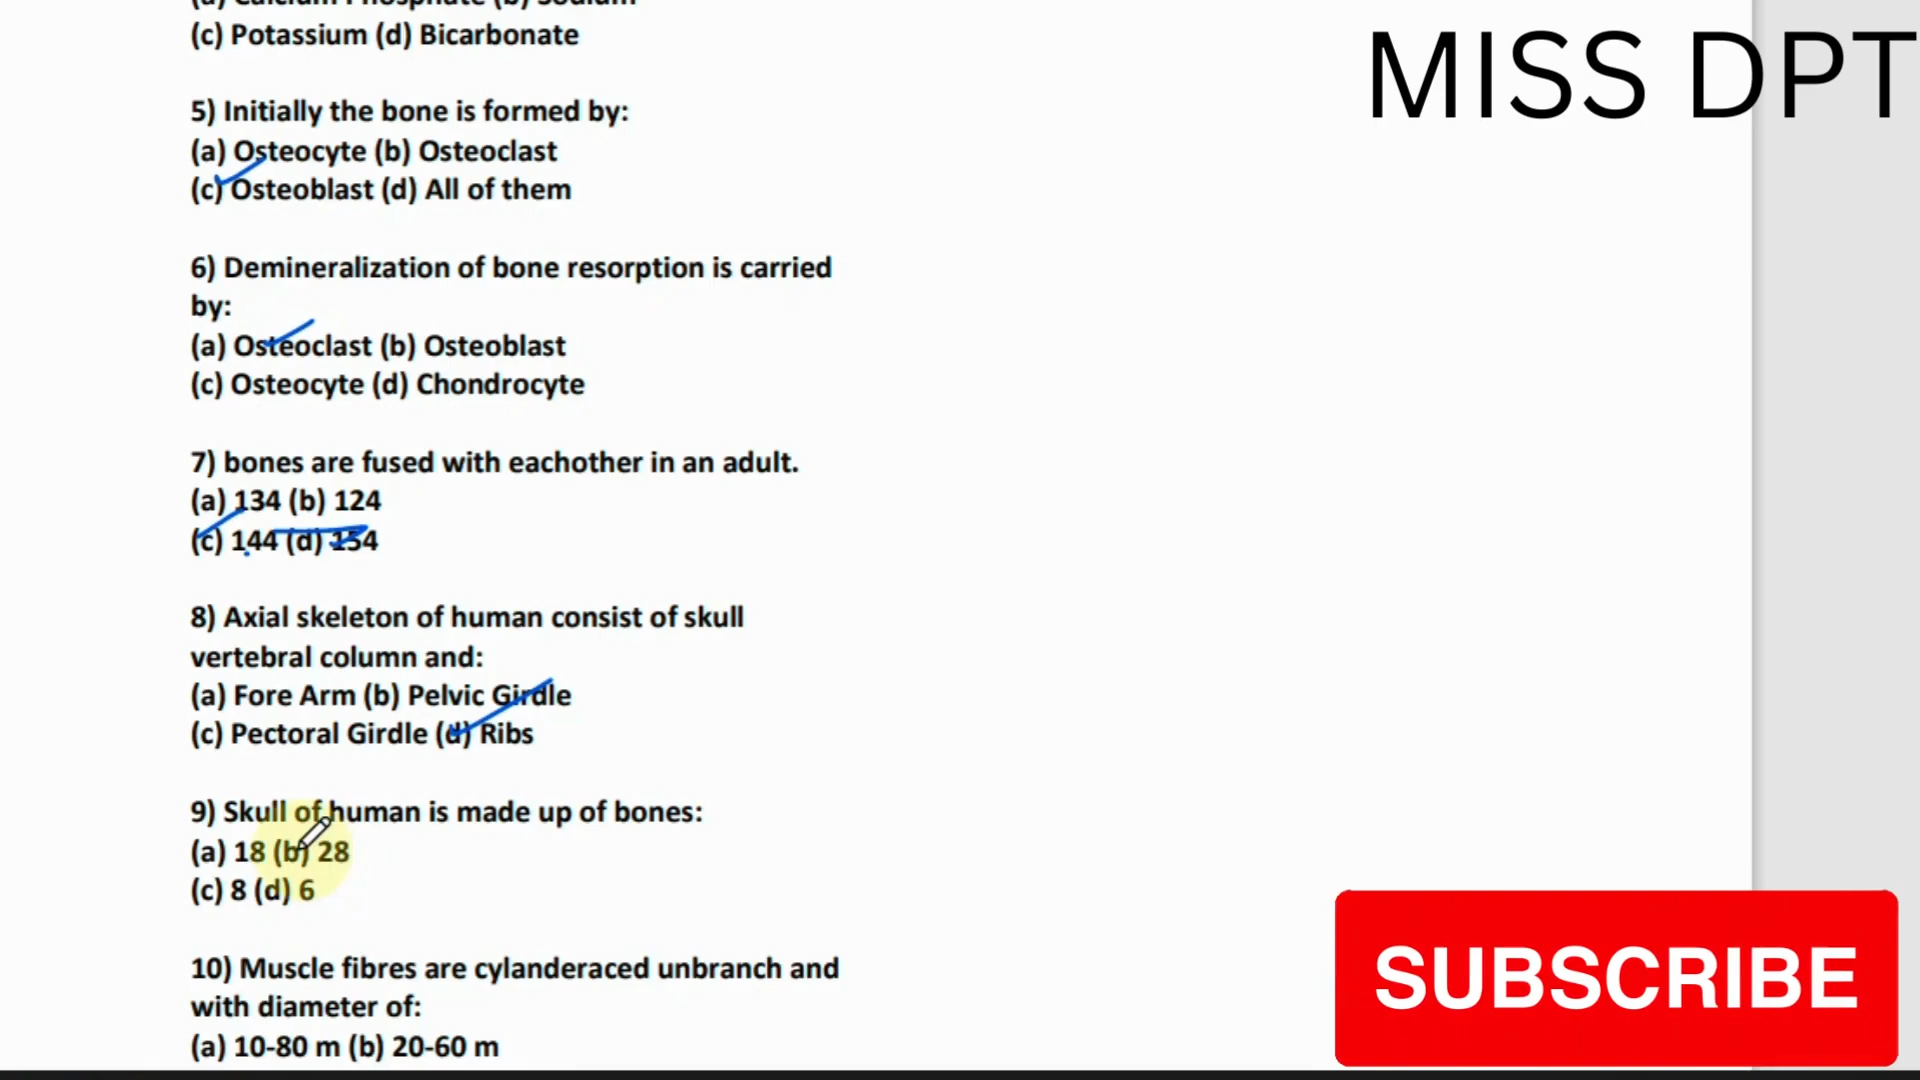 (a) Calcium Phosphate (b) Sodium
(c) Potassium (d) Bicarbonate
MISS DPT
5) Initially the bone is formed by:
(a) Osteocyte (b) Osteoclast
(c) Osteoblast (d) All of them
6) Demineralization of bone resorption is carried
by:
(a) Osteoclast (b) Osteoblast
(c) Osteocyte (d) Chondrocyte
7) bones are fused with eachother in an adult.
(a) 134 (b) 124
(c) 144 (d) 154
8) Axial skeleton of human consist of skull
vertebral column and:
(a) Fore Arm (b) Pelvic Girdle
(c) Pectoral Girdle (d) Ribs
9) Skull of human is made up of bones:
(a) 18 (b) 28
(c) 8 (d) 6
10) Muscle fibres are cylanderaced unbranch and
with diameter of:
(a) 10-80 m (b) 20-60 m
SUBSCRIBE